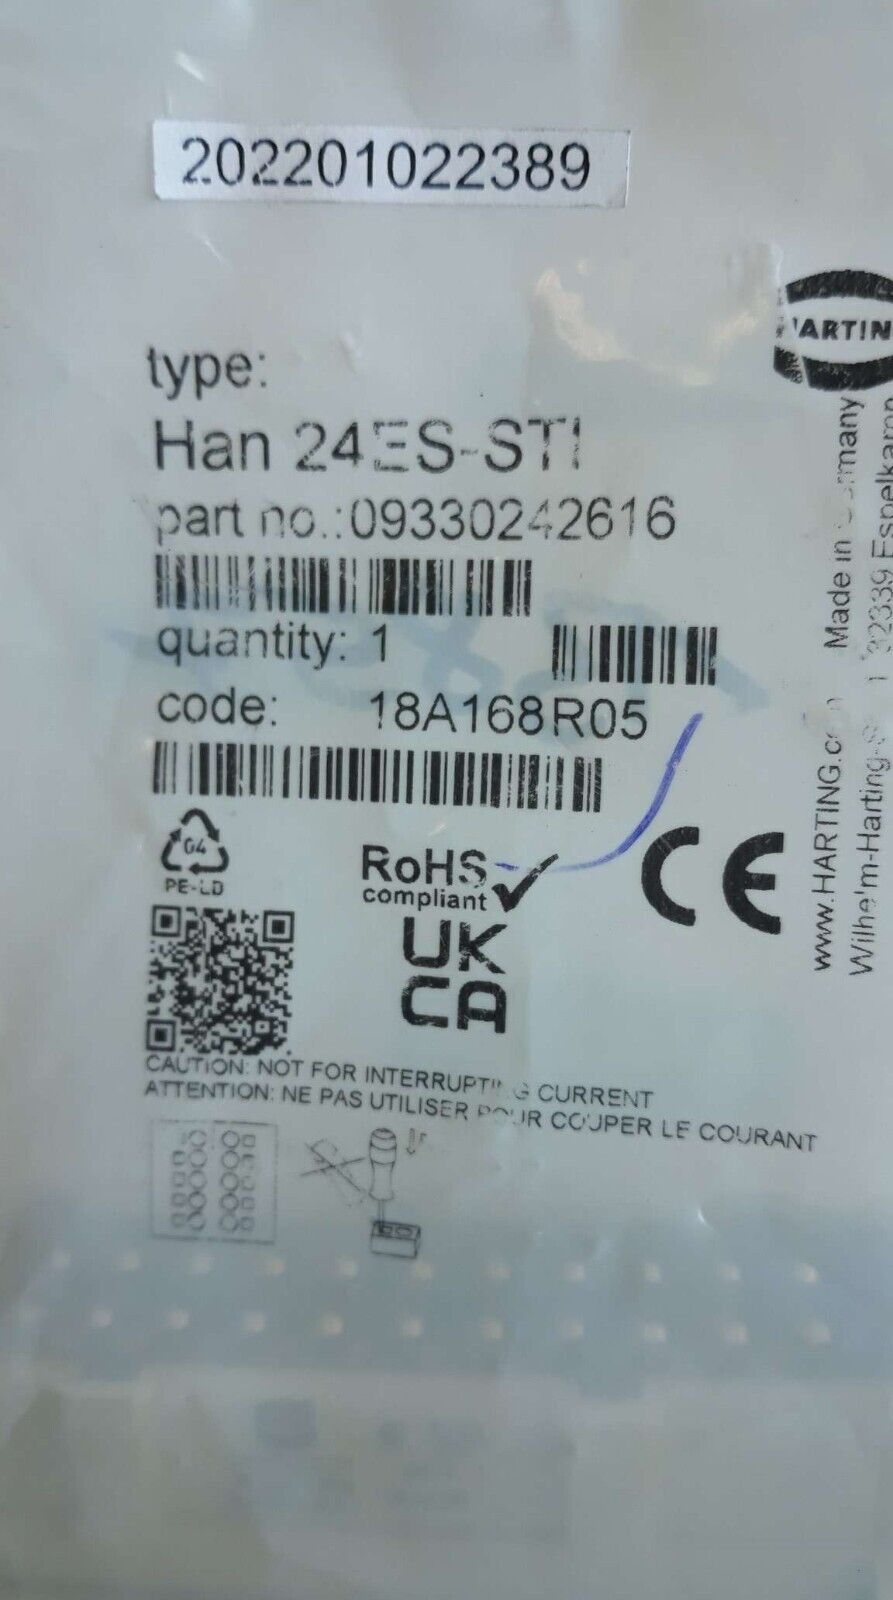 202201022389
HARTIN
type:
Han 24ES-STI
part no.:09330242616
quantity: 1
code: 18A168R05
04
PE-LD
RoHS
compliant
CE
UK
CA
CAUTION: NOT FOR INTERRUPTING CURRENT
ATTENTION: NE PAS UTILISER POUR COUPER LE COURANT
www.HARTING.com Made in Germany
Wilhelm-Harting-S 1 32339 Espelkamp